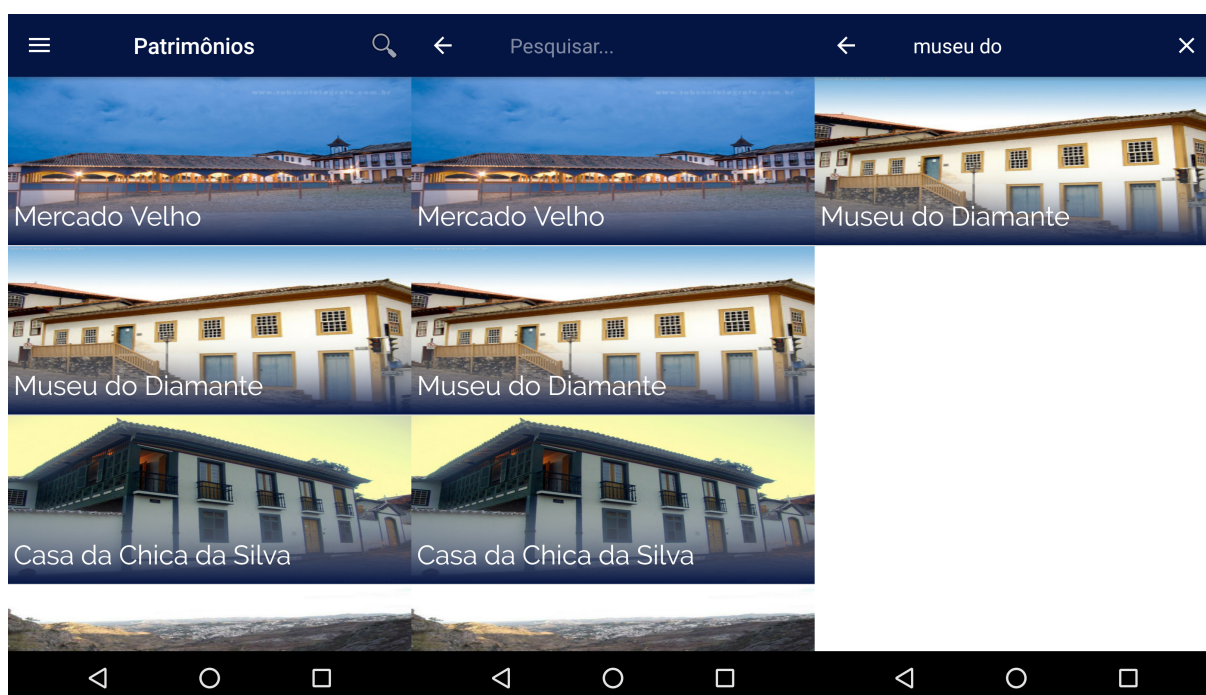 Patrimônios
Mercado Velho
Museu do Diamante
Casa da Chica da Silva
Pesquisar...
Mercado Velho
Museu do Diamante
Casa da Chica da Silva
museu do
Museu do Diamante